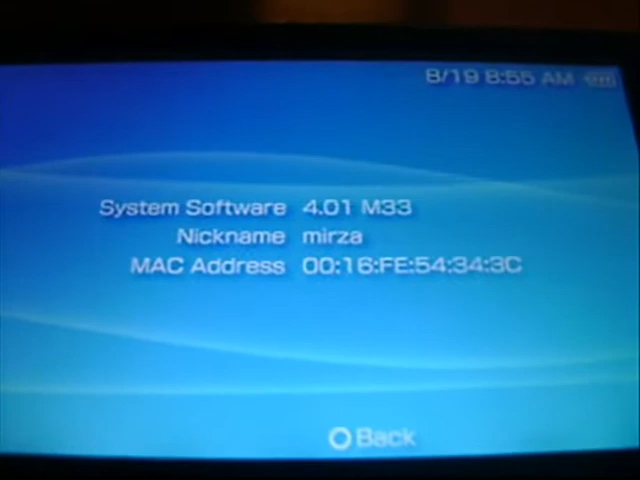 8/19 8:55 AM
System Software 4.01 M33
Nickname mirza
MAC Address 00:16:FE:54:34:3C
Back